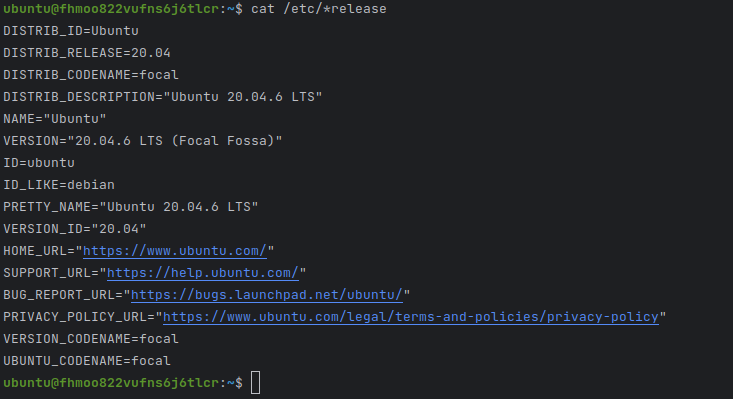 ubuntu@fhmoo822vufns6j6tlcr:~$ cat /etc/*release
DISTRIB_ID=Ubuntu
DISTRIB_RELEASE=20.04
DISTRIB_CODENAME=focal
DISTRIB_DESCRIPTION="Ubuntu 20.04.6 LTS"
NAME="Ubuntu"
VERSION="20.04.6 LTS (Focal Fossa)"
ID=ubuntu
ID_LIKE=debian
PRETTY_NAME="Ubuntu 20.04.6 LTS"
VERSION_ID="20.04"
HOME_URL="https://www.ubuntu.com/"
SUPPORT_URL="https://help.ubuntu.com/"
BUG_REPORT_URL="https://bugs.launchpad.net/ubuntu/"
PRIVACY_POLICY_URL="https://www.ubuntu.com/legal/terms-and-policies/privacy-policy"
VERSION_CODENAME=focal
UBUNTU_CODENAME=focal
ubuntu@fhmoo822vufns6j6tlcr:~$